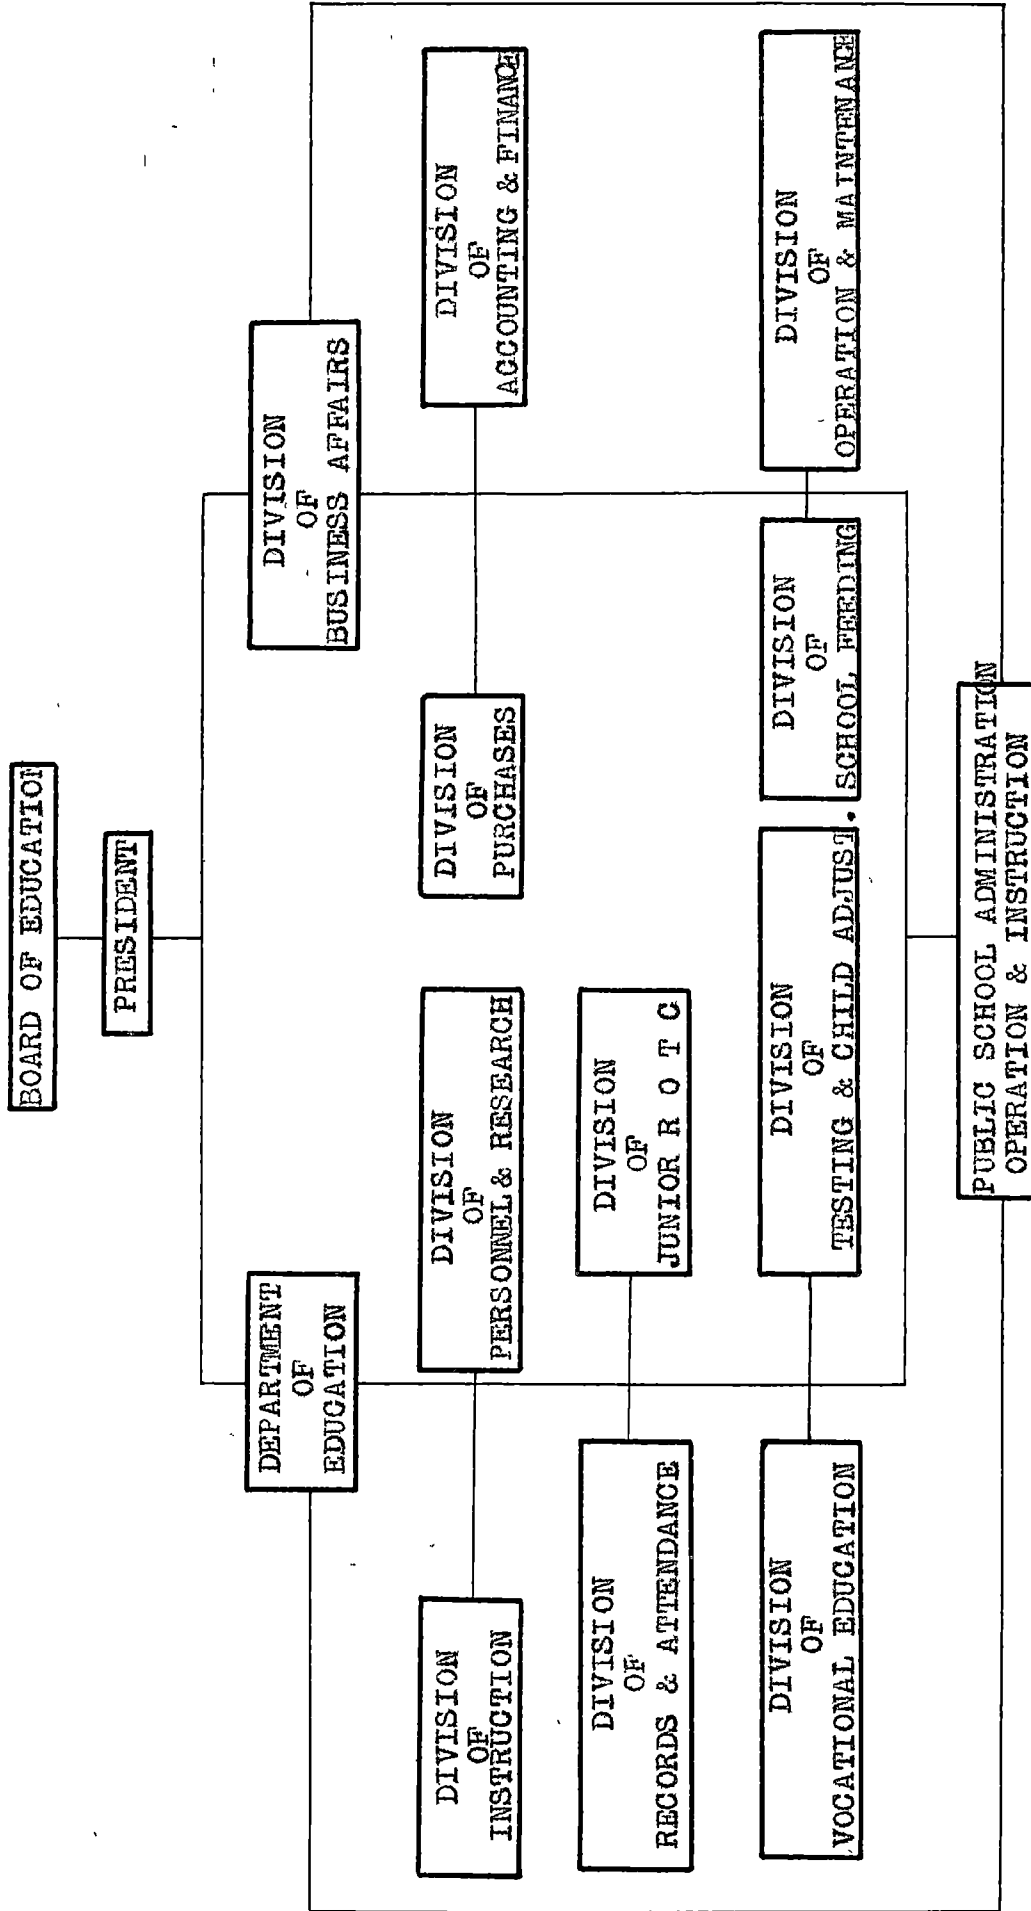 BOARD OF EDUCATION
PRESIDENT
DEPARTMENT
OF
EDUCATION
DIVISION
OF
BUSINESS AFFAIRS
DIVISION
OF
INSTRUCTION
DIVISION
OF
PERSONNEL & RESEARCH
DIVISION
OF
PURCHASES
DIVISION
OF
ACCOUNTING & FINANCE
DIVISION
OF
RECORDS & ATTENDANCE
DIVISION
OF
JUNIOR R O T C
DIVISION
OF
VOCATIONAL EDUCATION
DIVISION
OF
TESTING & CHILD ADJUST.
DIVISION
OF
SCHOOL FEEDING
DIVISION
OF
OPERATION & MAINTENANCE
PUBLIC SCHOOL ADMINISTRATION
OPERATION & INSTRUCTION